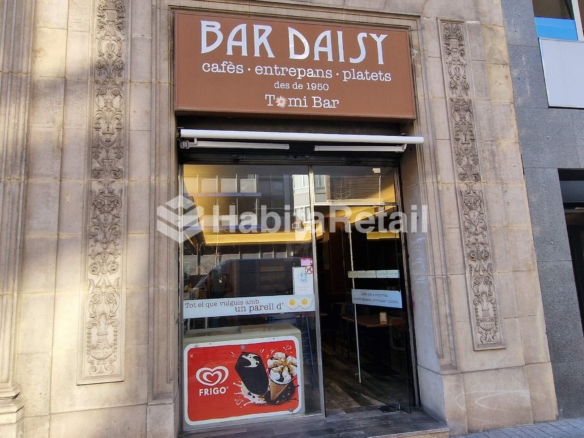 BAR DAISY
cafès · entrepans · platets
des de 1950
Tomi Bar
HabitaRetail
Tot el que vulguis amb
un parell d'
FRIGO